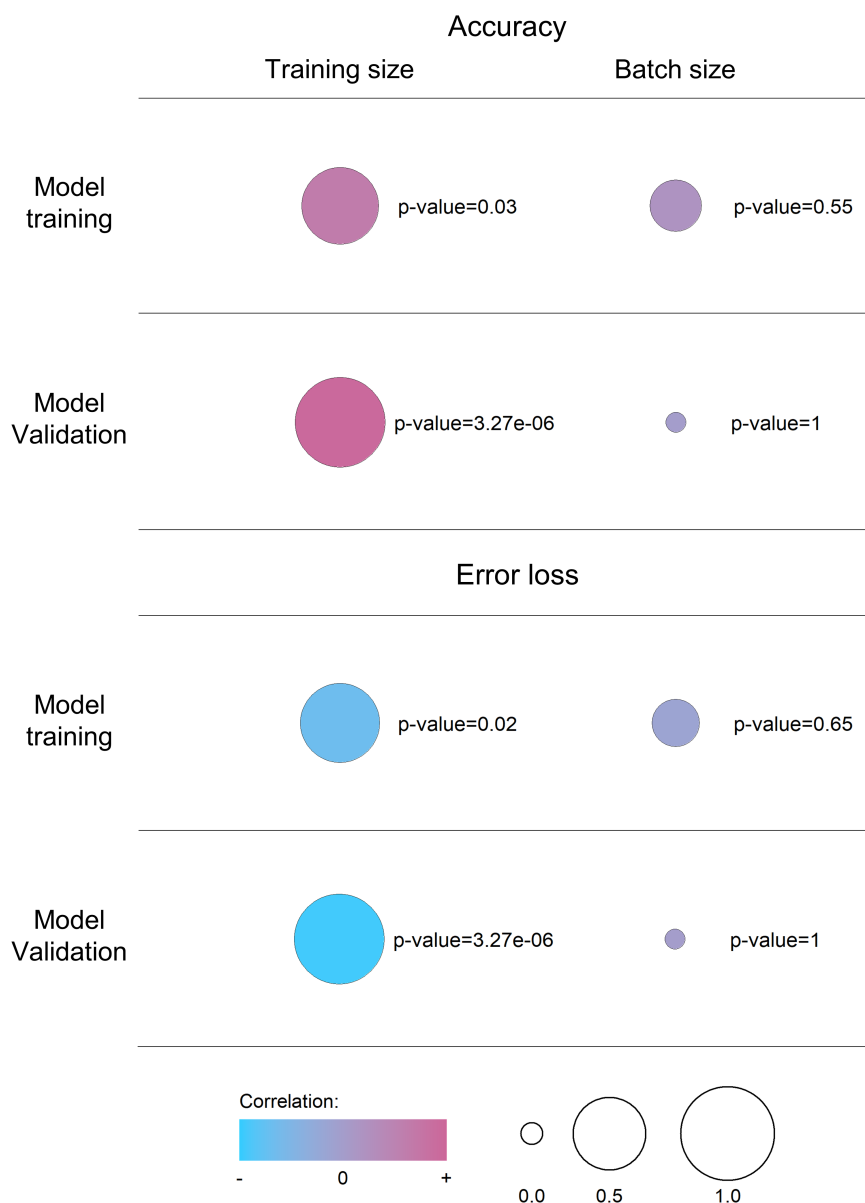 Accuracy
Training size Batch size
Model
training
p-value=0.03 p-value=0.55
Model
Validation
p-value=3.27e-06 p-value=1
Error loss
Model
training
p-value=0.02 p-value=0.65
Model
Validation
p-value=3.27e-06 p-value=1
Correlation:
- 0 +
0.0 0.5 1.0